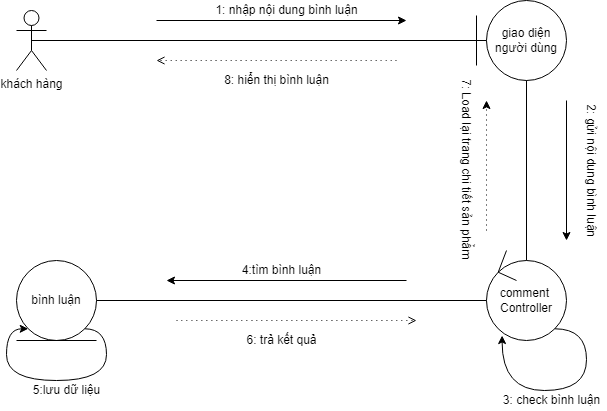 1: nhập nội dung bình luận
giao diện
người dùng
khách hàng
8: hiển thị bình luận
7: Load lại trang chi tiết sản phẩm
2: gửi nội dung bình luận
4:tìm bình luận
bình luận
comment
Controller
6: trả kết quả
5:lưu dữ liệu
3: check bình luận